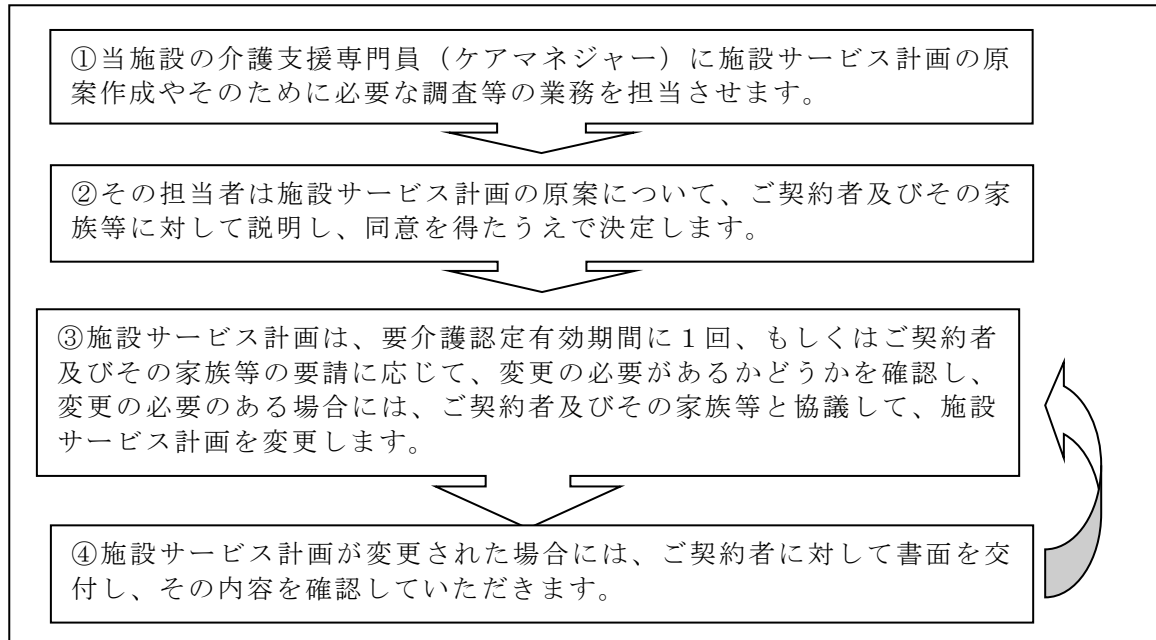 ①当施設の介護支援専門員（ケアマネジャー）に施設サービス計画の原
案作成やそのために必要な調査等の業務を担当させます。
②その担当者は施設サービス計画の原案について、ご契約者及びその家
族等に対して説明し、同意を得たうえで決定します。
③施設サービス計画は、要介護認定有効期間に１回、もしくはご契約者
及びその家族等の要請に応じて、変更の必要があるかどうかを確認し、
変更の必要のある場合には、ご契約者及びその家族等と協議して、施設
サービス計画を変更します。
④施設サービス計画が変更された場合には、ご契約者に対して書面を交
付し、その内容を確認していただきます。